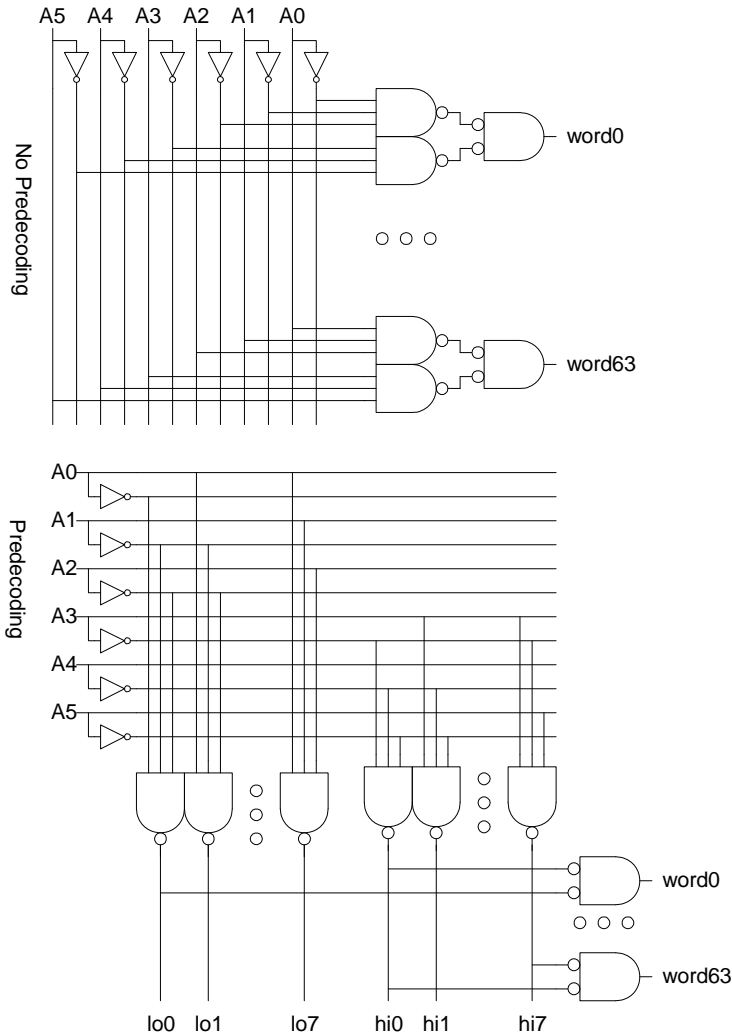 A5 A4 A3 A2 A1 A0
word0
No Predecoding
word63
A0
A1
A2
Predecoding
A3
A4
A5
word0
word63
lo0 lo1 lo7 hi0 hi1 hi7